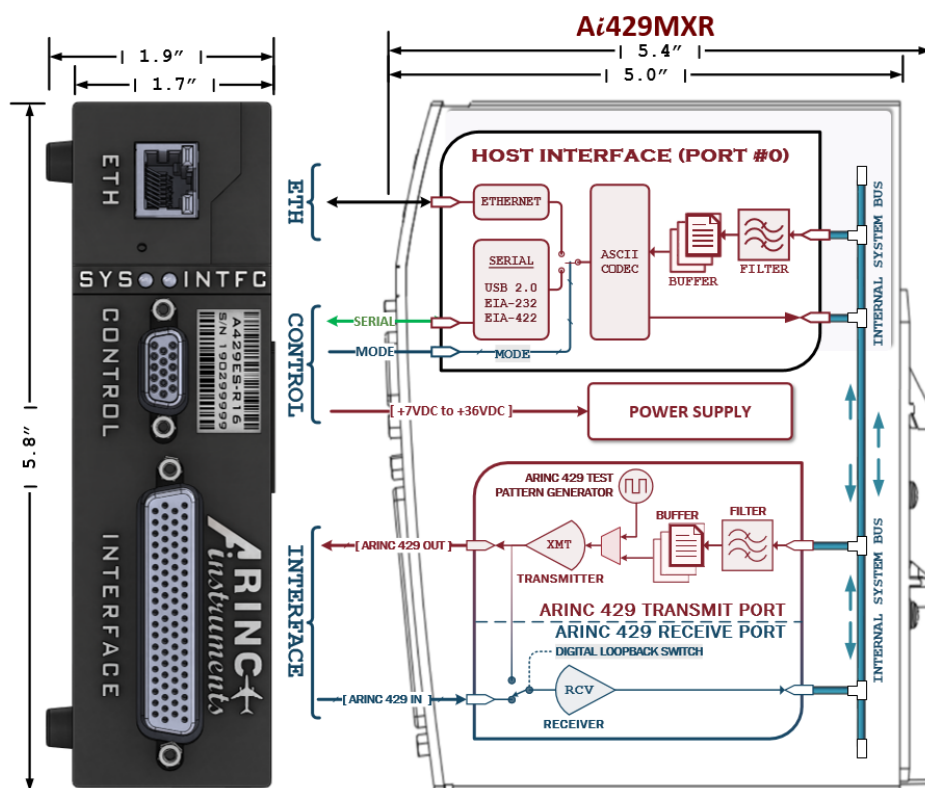 Ai429MXR
| 1.9″ |
| 1.7″ |
| 5.4″ |
| 5.0″ |
| 5.8″ |
ETH
SYS INTFC
CONTROL
A429ES-R16
S/N 190299999
INTERFACE
ARINC
instruments
ETH
CONTROL
SERIAL
MODE
[ +7VDC to +36VDC ]
INTERFACE
[ ARINC 429 OUT ]
[ ARINC 429 IN ]
HOST INTERFACE (PORT #0)
ETHERNET
SERIAL
USB 2.0
EIA-232
EIA-422
MODE
ASCII
CODEC
BUFFER
FILTER
INTERNAL SYSTEM BUS
POWER SUPPLY
ARINC 429 TEST
PATTERN GENERATOR
XMT
TRANSMITTER
BUFFER
FILTER
ARINC 429 TRANSMIT PORT
ARINC 429 RECEIVE PORT
DIGITAL LOOPBACK SWITCH
RCV
RECEIVER
INTERNAL SYSTEM BUS